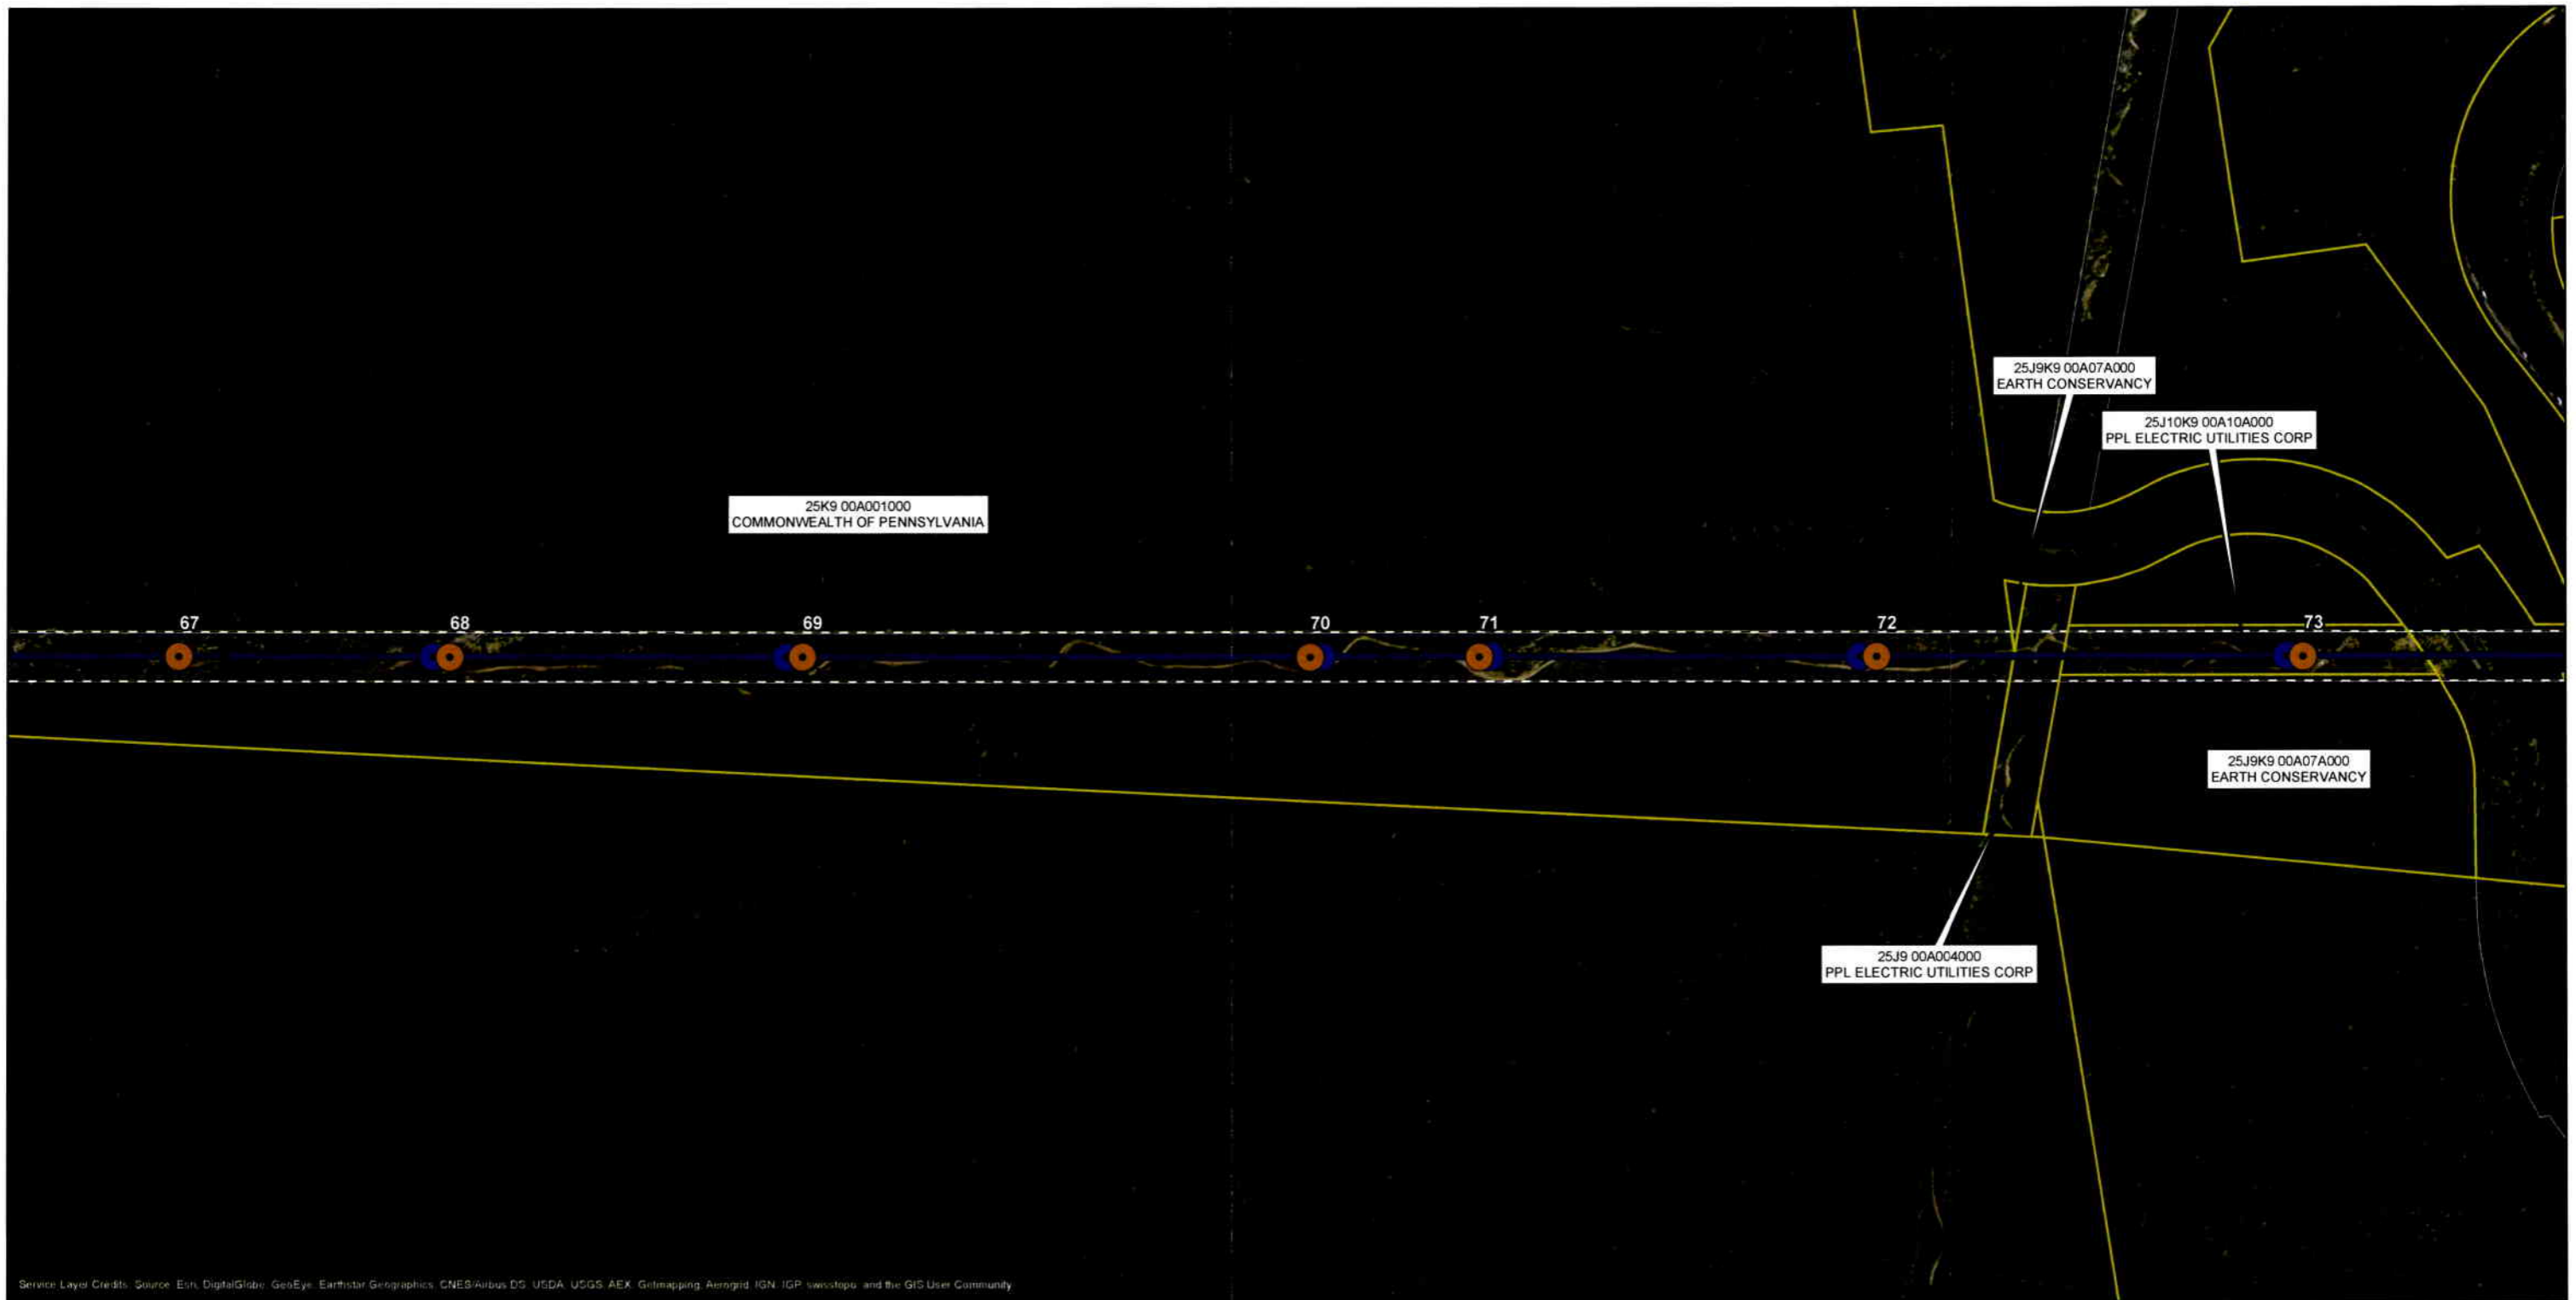 25J9K9 00A07A000
EARTH CONSERVANCY
25J10K9 00A10A000
PPL ELECTRIC UTILITIES CORP
25K9 00A001000
COMMONWEALTH OF PENNSYLVANIA
67
68
69
70
71
72
73
25J9K9 00A07A000
EARTH CONSERVANCY
25J9 00A004000
PPL ELECTRIC UTILITIES CORP
Service Layer Credits: Source: Esri, DigitalGlobe, GeoEye, Earthstar Geographics, CNES/Airbus DS, USDA, USGS, AEX, Getmapping, Aerogrid, IGN, IGP, swisstopo, and the GIS User Community